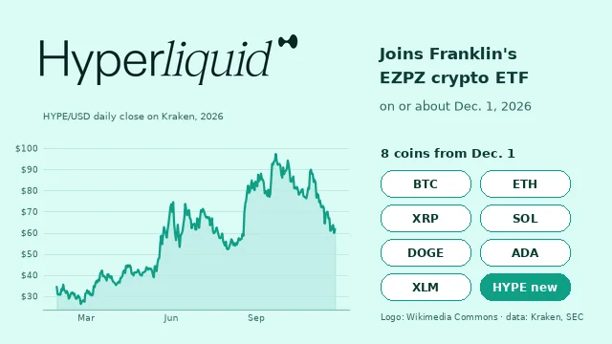 Hyperliquid
HYPE/USD daily close on Kraken, 2026
$100
$90
$80
$70
$60
$50
$40
$30
Mar Jun Sep
Joins Franklin's
EZPZ crypto ETF
on or about Dec. 1, 2026
8 coins from Dec. 1
BTC ETH
XRP SOL
DOGE ADA
XLM HYPE new
Logo: Wikimedia Commons · data: Kraken, SEC